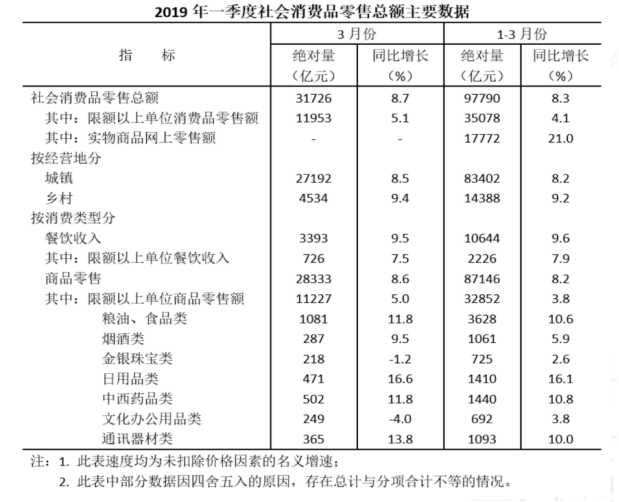 2019 年一季度社会消费品零售总额主要数据
指 标 3 月份 1-3 月份
绝对量 同比增长 绝对量 同比增长
（亿元） （%） （亿元） （%）
社会消费品零售总额 31726 8.7 97790 8.3
其中：限额以上单位消费品零售额 11953 5.1 35078 4.1
其中：实物商品网上零售额 - - 17772 21.0
按经营地分
城镇 27192 8.5 83402 8.2
乡村 4534 9.4 14388 9.2
按消费类型分
餐饮收入 3393 9.5 10644 9.6
其中：限额以上单位餐饮收入 726 7.5 2226 7.9
商品零售 28333 8.6 87146 8.2
其中：限额以上单位商品零售额 11227 5.0 32852 3.8
粮油、食品类 1081 11.8 3628 10.6
烟酒类 287 9.5 1061 5.9
金银珠宝类 218 -1.2 725 2.6
日用品类 471 16.6 1410 16.1
中西药品类 502 11.8 1440 10.8
文化办公用品类 249 -4.0 692 3.8
通讯器材类 365 13.8 1093 10.0
注：1. 此表速度均为未扣除价格因素的名义增速；
2. 此表中部分数据因四舍五入的原因，存在总计与分项合计不等的情况。